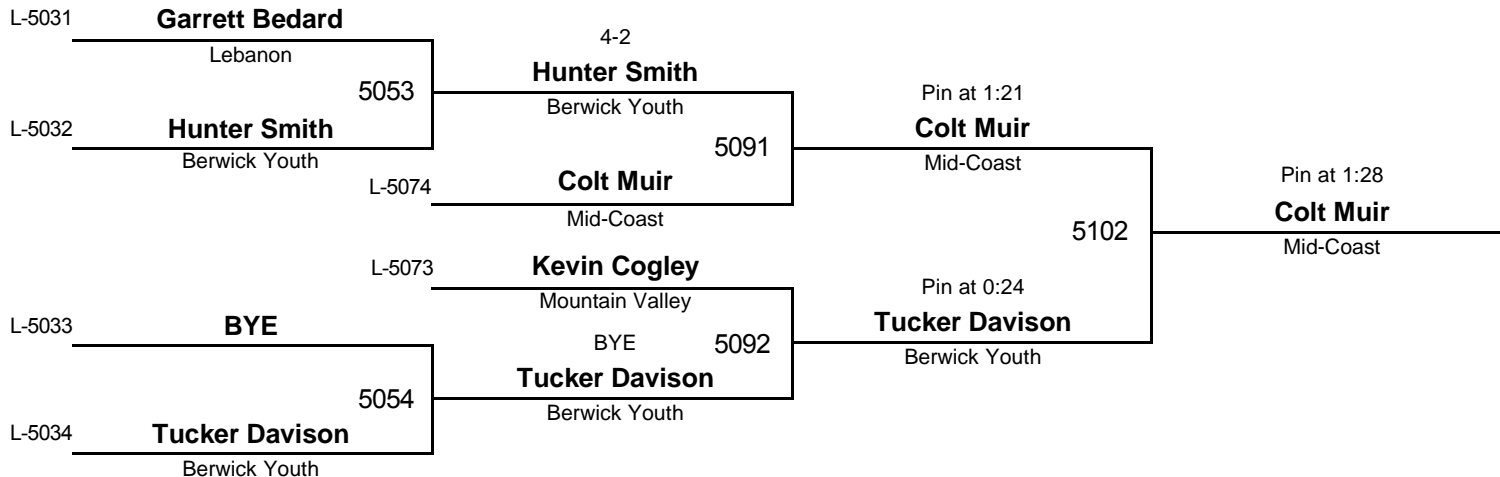 L-5031
Garrett Bedard
Lebanon
5053
L-5032
Hunter Smith
Berwick Youth
4-2
Hunter Smith
Berwick Youth
5091
L-5074
Colt Muir
Mid-Coast
Pin at 1:21
Colt Muir
Mid-Coast
5102
Pin at 1:28
Colt Muir
Mid-Coast
L-5073
Kevin Cogley
Mountain Valley
5092
L-5033
BYE
5054
L-5034
Tucker Davison
Berwick Youth
BYE
Tucker Davison
Berwick Youth
Pin at 0:24
Tucker Davison
Berwick Youth